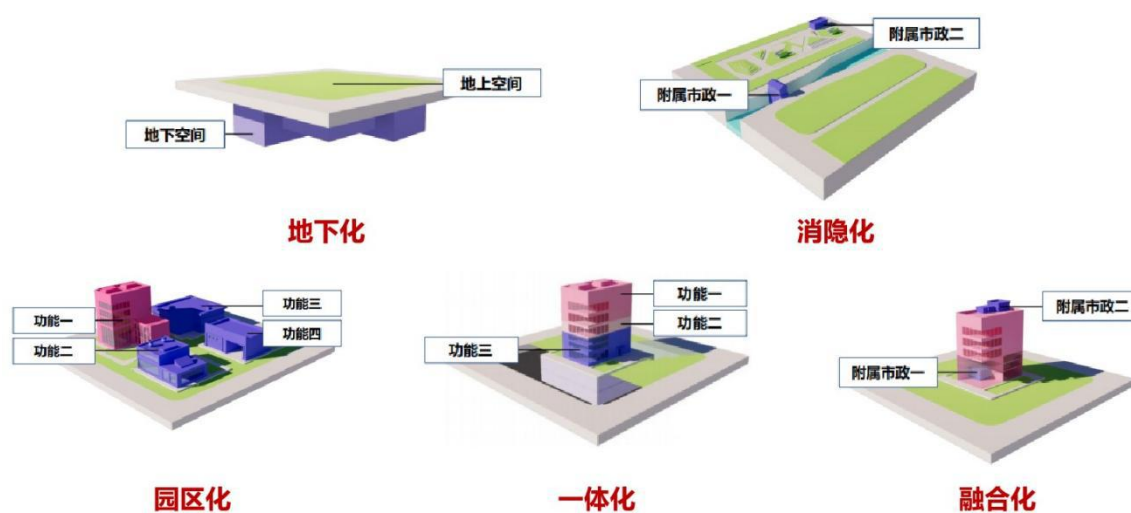 附属市政二
地上空间
附属市政一
地下空间
地下化
消隐化
功能一
功能三
功能二
功能四
功能一
功能二
功能三
附属市政二
附属市政一
园区化
一体化
融合化